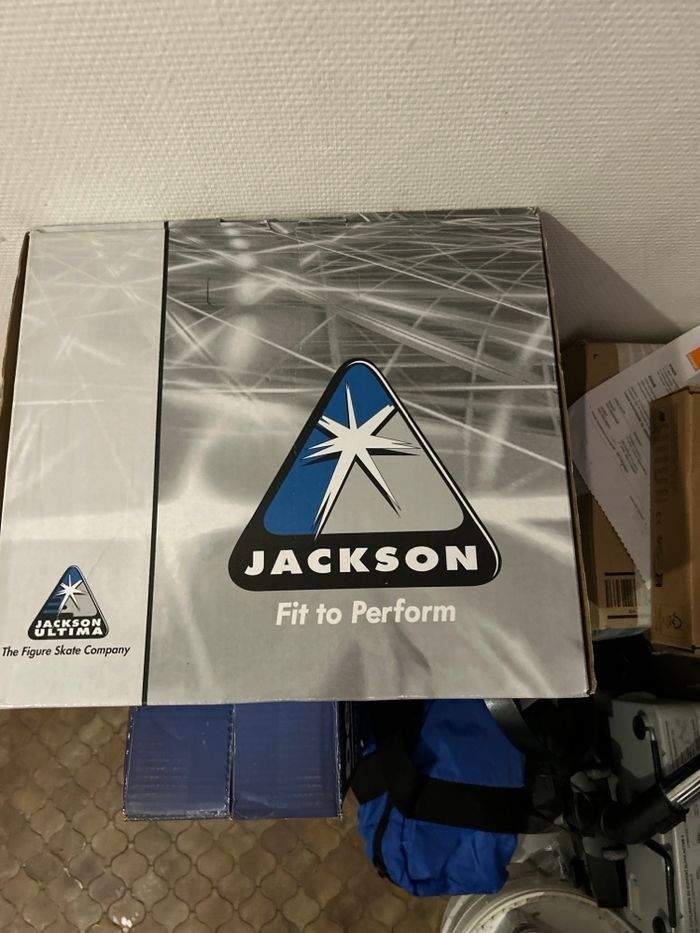 JACKSON
Fit to Perform
JACKSON
ULTIMA
The Figure Skate Company